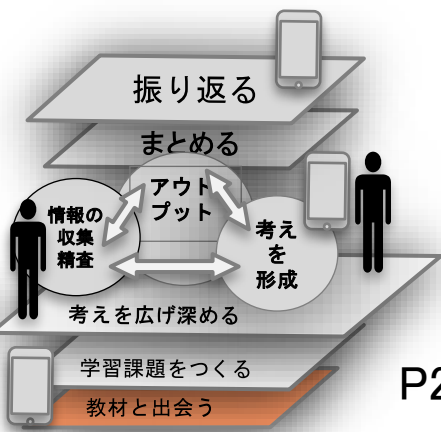 振り返る
まとめる
アウト
プット
情報の
収集
精査
考え
を
形成
考えを広げ深める
学習課題をつくる
教材と出会う
P2